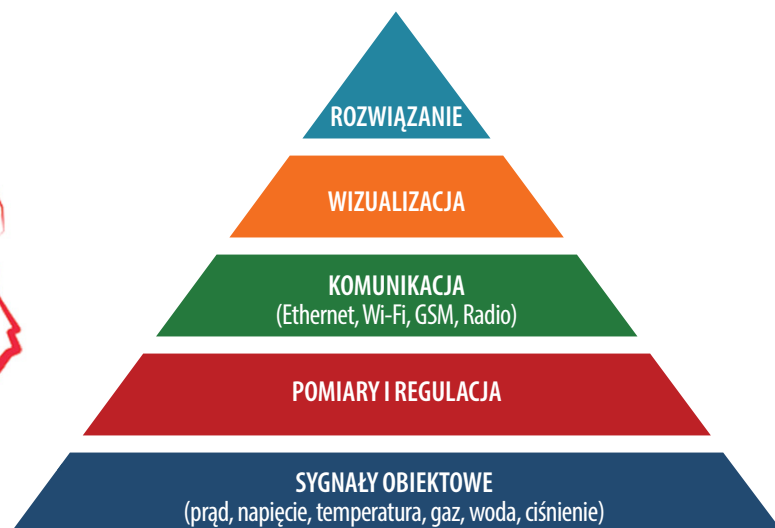 ROZWIĄZANIE
WIZUALIZACJA
KOMUNIKACJA
(Ethernet, Wi-Fi, GSM, Radio)
POMIARY I REGULACJA
SYGNAŁY OBIEKTOWE
(prąd, napięcie, temperatura, gaz, woda, ciśnienie)